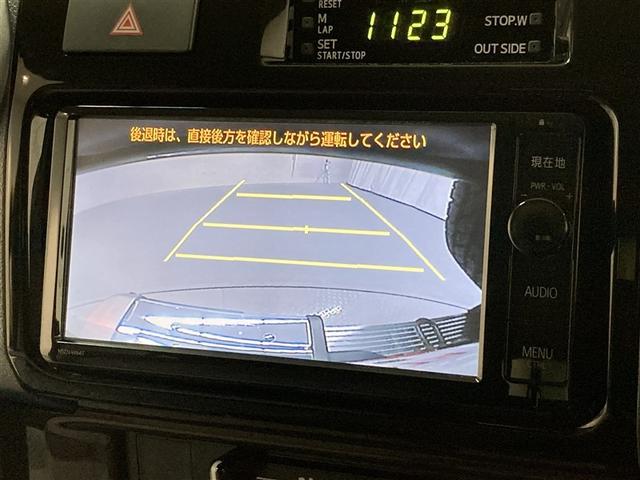 RESET
M
LAP
SET
START/STOP
1123
STOP.W
OUT SIDE
後退時は、直接後方を確認しながら運転してください
現在地
PWR・VOL
AUDIO
MENU